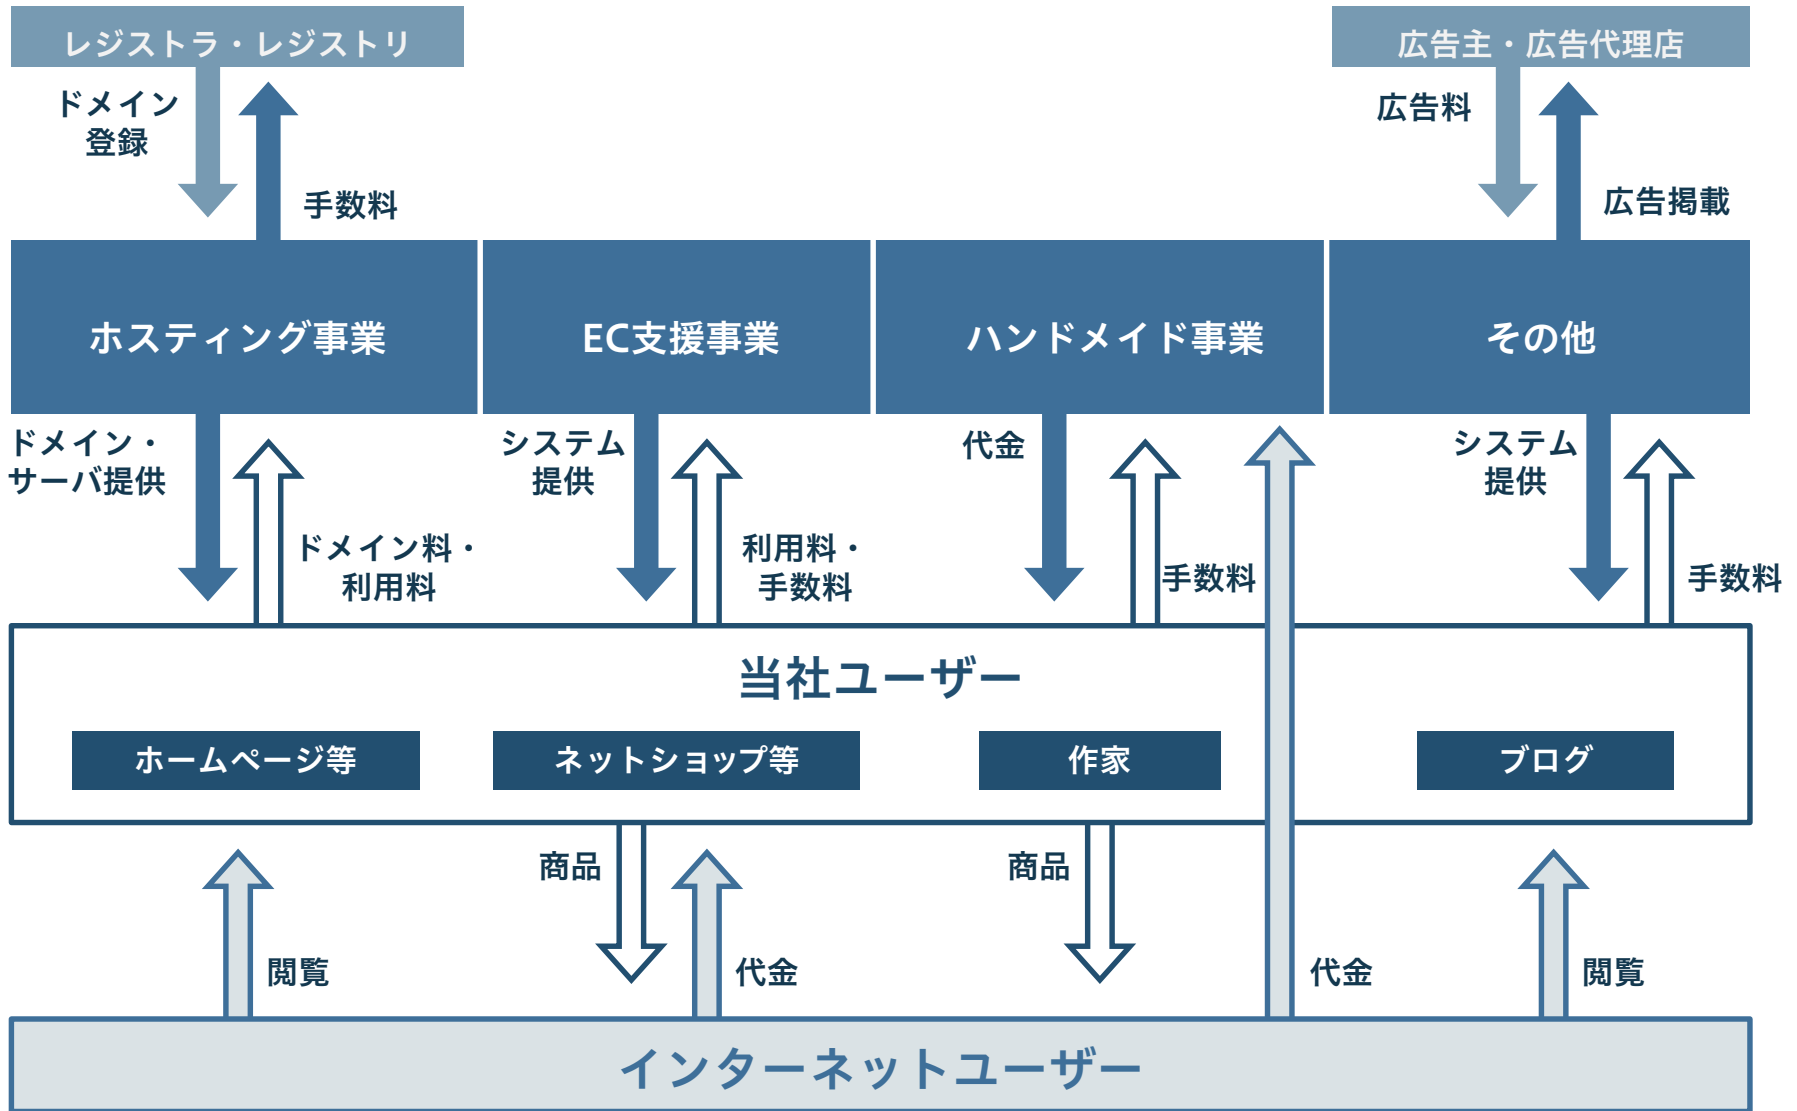 レジストラ・レジストリ
広告主・広告代理店
ドメイン
登録
手数料
広告料
広告掲載
ホスティング事業
EC支援事業
ハンドメイド事業
その他
ドメイン・
サーバ提供
ドメイン料・
利用料
システム
提供
利用料・
手数料
代金
手数料
システム
提供
手数料
当社ユーザー
ホームページ等
ネットショップ等
作家
ブログ
閲覧
商品
代金
商品
代金
閲覧
インターネットユーザー